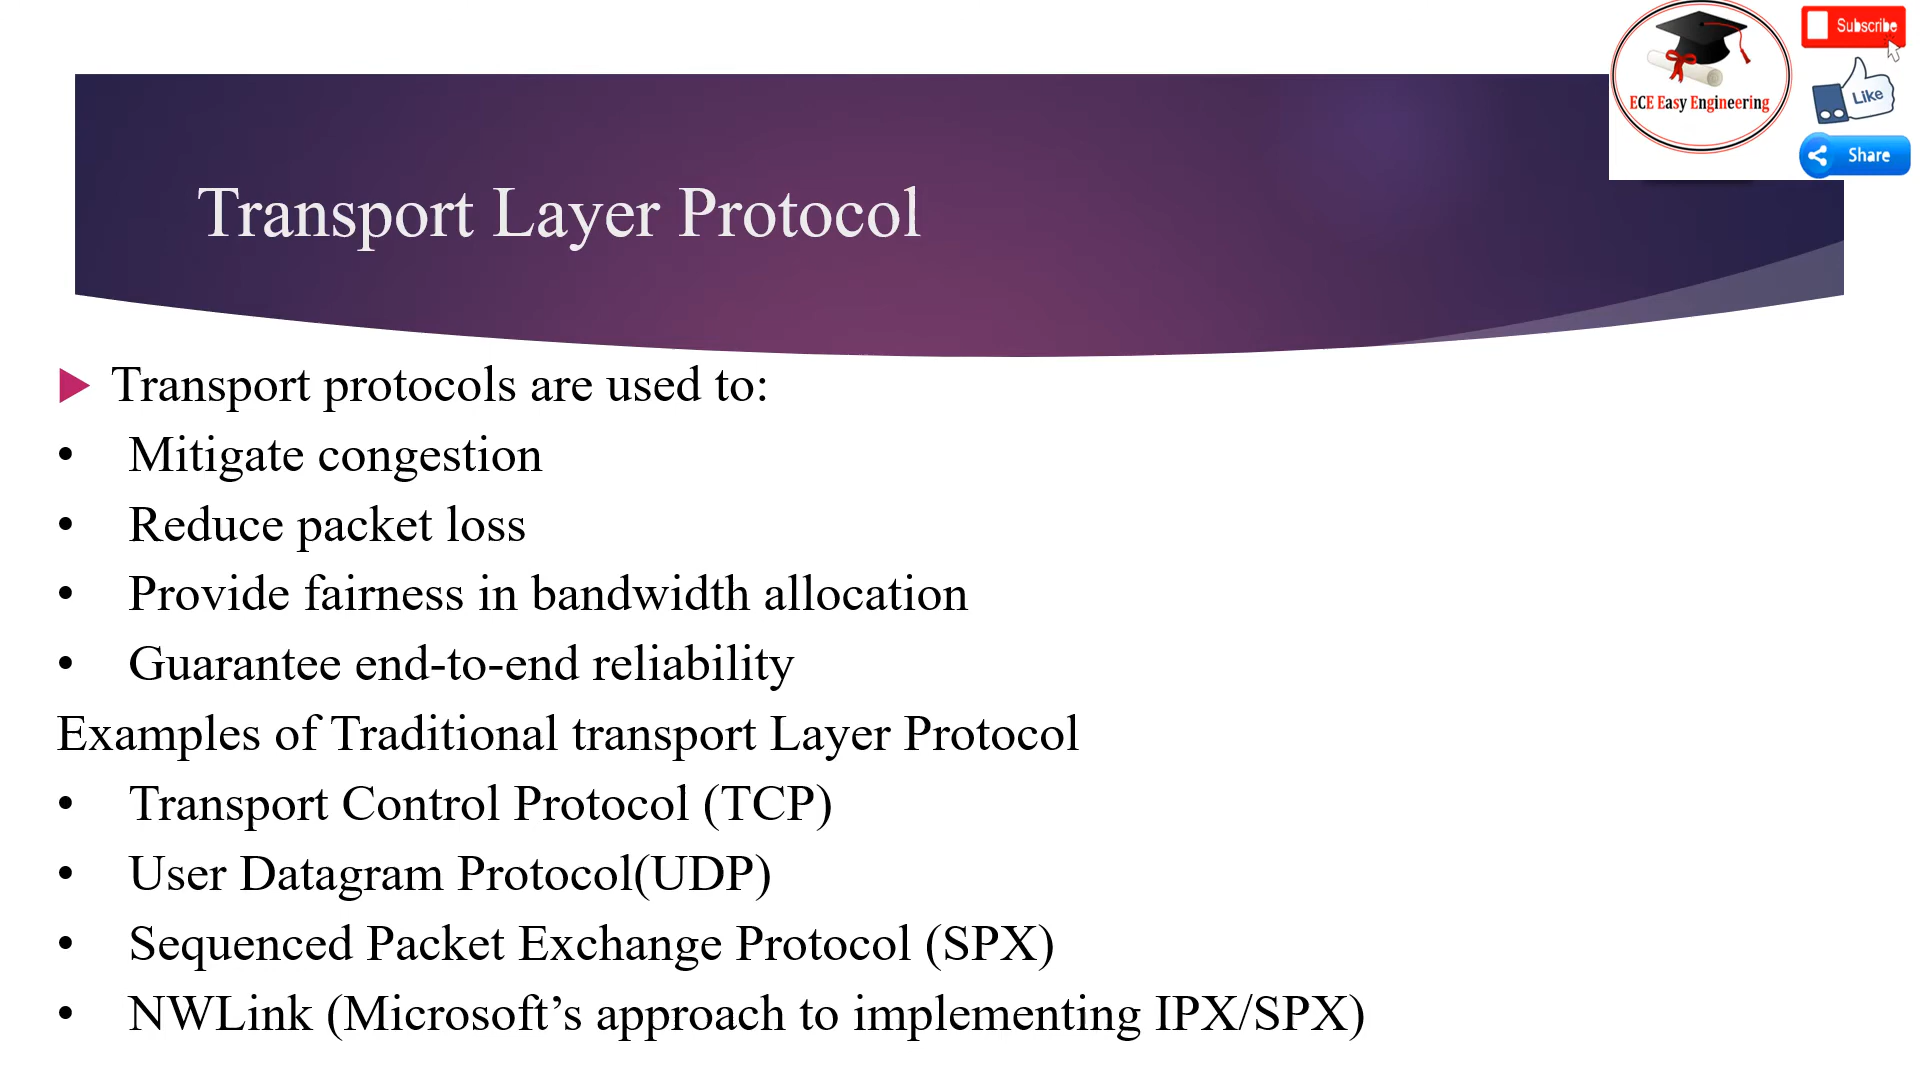 ECE Easy Engineering
Subscribe
Like
Share
Transport Layer Protocol
Transport protocols are used to:
• Mitigate congestion
• Reduce packet loss
• Provide fairness in bandwidth allocation
• Guarantee end-to-end reliability
Examples of Traditional transport Layer Protocol
• Transport Control Protocol (TCP)
• User Datagram Protocol(UDP)
• Sequenced Packet Exchange Protocol (SPX)
• NWLink (Microsoft’s approach to implementing IPX/SPX)